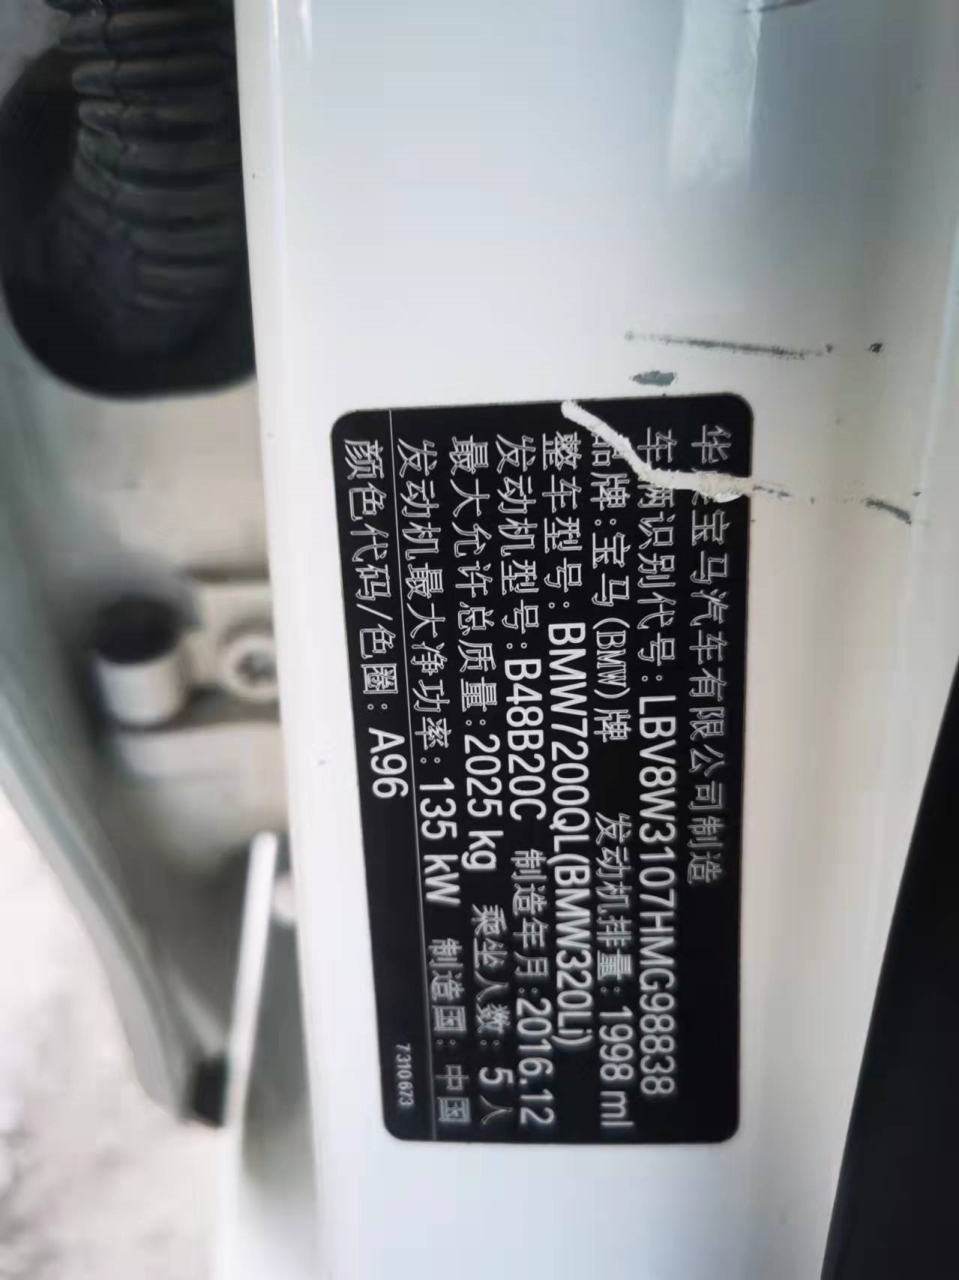 华晨宝马汽车有限公司制造
车辆识别代号:LBV8W3107HMG98838
品牌:宝马(BMW)牌 发动机排量:1998 ml
整车型号:BMW7200QL(BMW320Li)
发动机型号:B48B20C 制造年月:2016.12
最大允许总质量:2025 kg 乘坐人数:5人
发动机最大净功率:135 kW 制造国:中国
颜色代码/色圈:A96
7310673